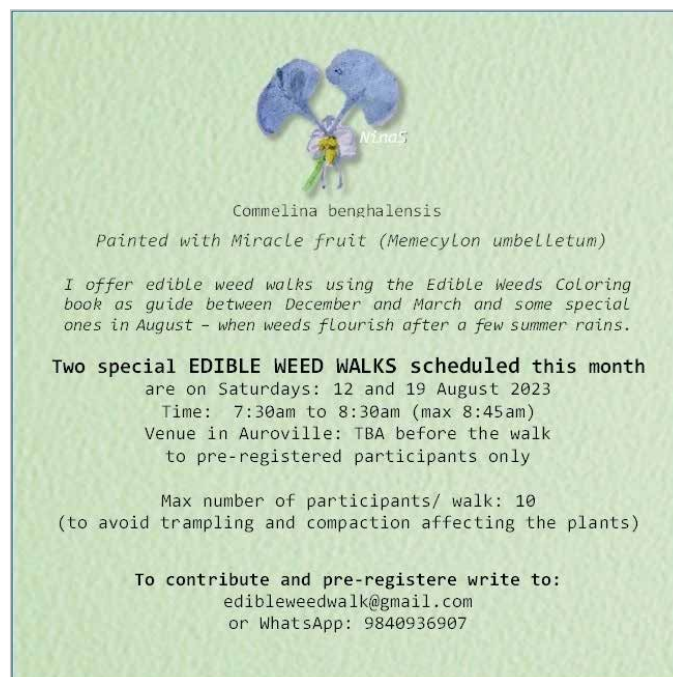 NinaS
Commelina benghalensis
Painted with Miracle fruit (Memecylon umbelletum)
I offer edible weed walks using the Edible Weeds Coloring
book as guide between December and March and some special
ones in August – when weeds flourish after a few summer rains.
Two special EDIBLE WEED WALKS scheduled this month
are on Saturdays: 12 and 19 August 2023
Time: 7:30am to 8:30am (max 8:45am)
Venue in Auroville: TBA before the walk
to pre-registered participants only
Max number of participants/ walk: 10
(to avoid trampling and compaction affecting the plants)
To contribute and pre-registere write to:
edibleweedwalk@gmail.com
or WhatsApp: 9840936907